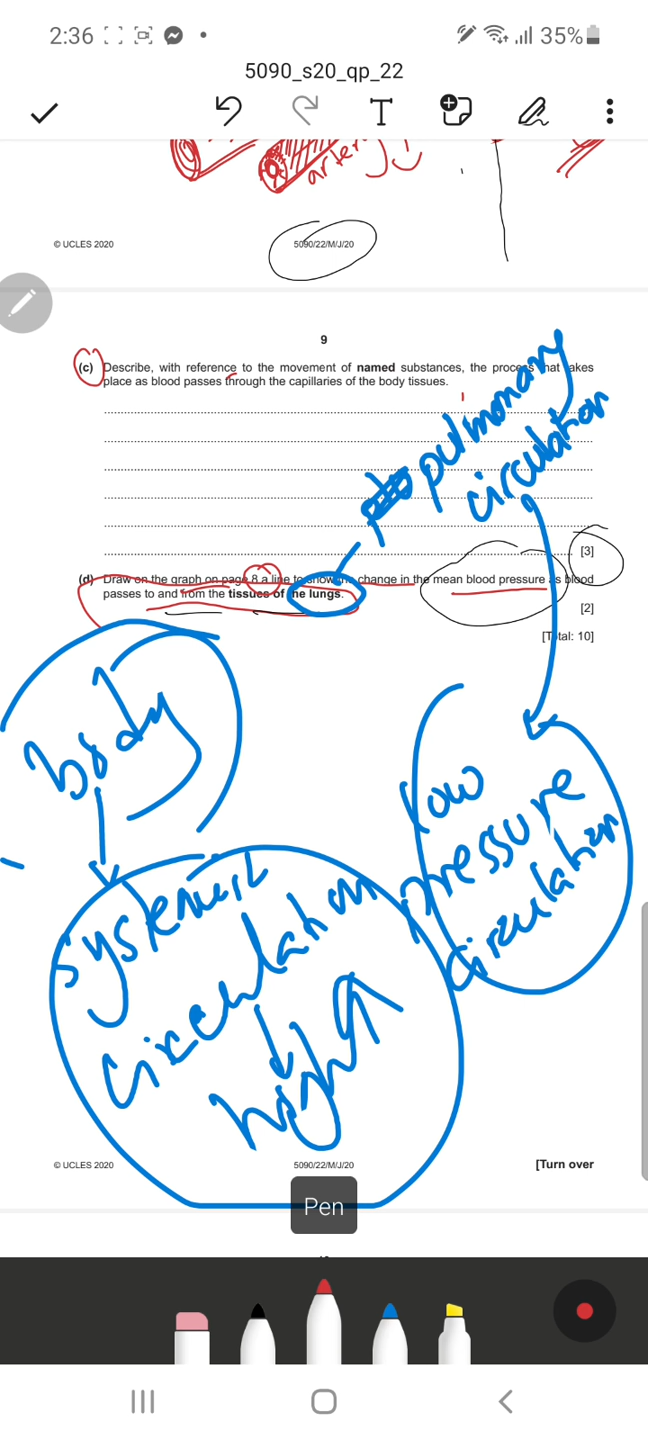 2:36
35%
5090_s20_qp_22
T
artery
© UCLES 2020
5090/22/M/J/20
9
(c) Describe, with reference to the movement of named substances, the process that takes
place as blood passes through the capillaries of the body tissues.
pulmonary
circulation
[3]
(d) Draw on the graph on page 8 a line to show the change in the mean blood pressure as blood
passes to and from the tissues of the lungs.
[2]
[Total: 10]
body
low
pressure
circulation
systemic
circulation
high
© UCLES 2020
5090/22/M/J/20
[Turn over
Pen